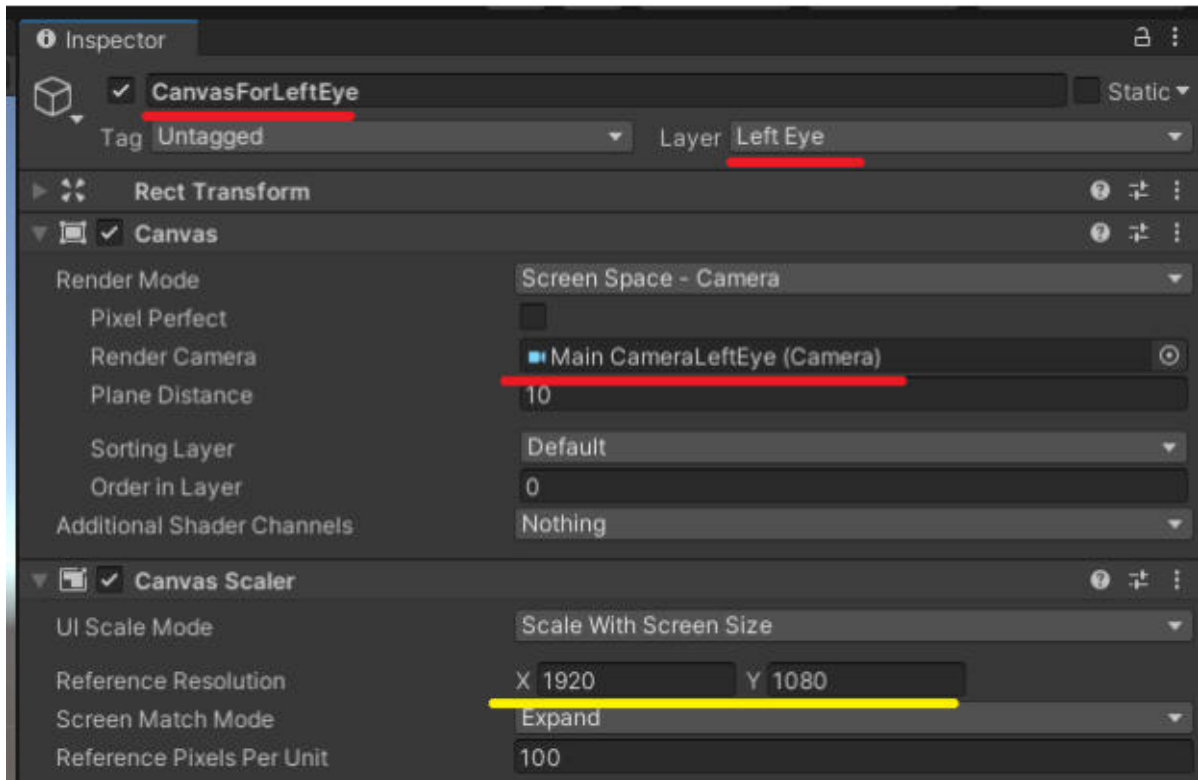 Inspector
CanvasForLeftEye Static
Tag Untagged Layer Left Eye
Rect Transform
Canvas
Render Mode Screen Space - Camera
Pixel Perfect
Render Camera Main CameraLeftEye (Camera)
Plane Distance 10
Sorting Layer Default
Order in Layer 0
Additional Shader Channels Nothing
Canvas Scaler
UI Scale Mode Scale With Screen Size
Reference Resolution X 1920 Y 1080
Screen Match Mode Expand
Reference Pixels Per Unit 100